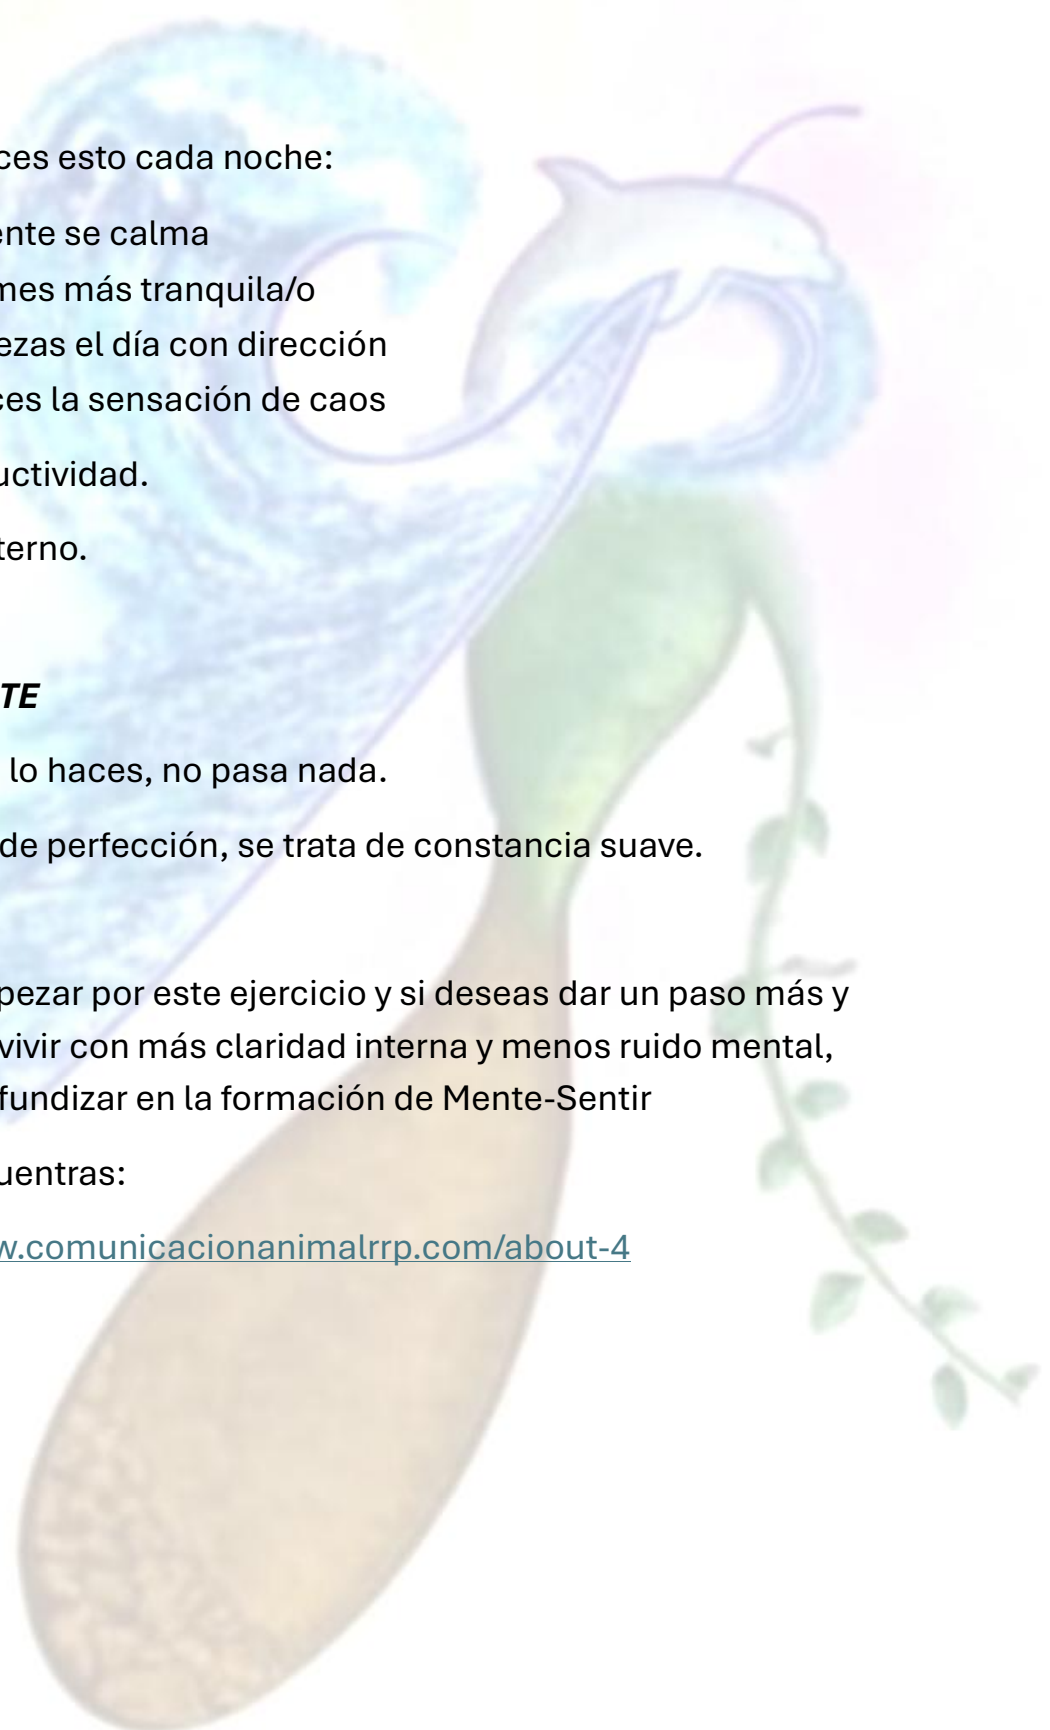 ces esto cada noche:
ente se calma
mes más tranquila/o
ezas el día con dirección
ces la sensación de caos
uctividad.
terno.
TE
lo haces, no pasa nada.
de perfección, se trata de constancia suave.
pezar por este ejercicio y si deseas dar un paso más y
vivir con más claridad interna y menos ruido mental,
fundizar en la formación de Mente-Sentir
uentras:
w.comunicacionanimalrrp.com/about-4